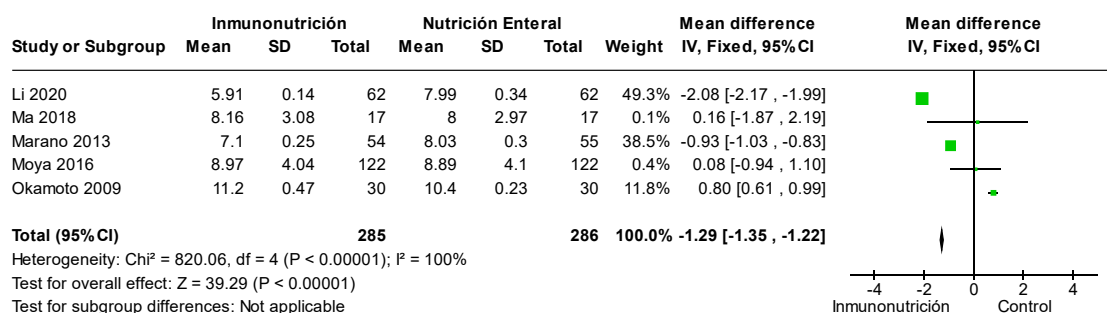 Inmunonutrición Nutrición Enteral Mean difference Mean difference
Study or Subgroup Mean SD Total Mean SD Total Weight IV, Fixed, 95%CI IV, Fixed, 95%CI
Li 2020 5.91 0.14 62 7.99 0.34 62 49.3% -2.08 [-2.17 , -1.99]
Ma 2018 8.16 3.08 17 8 2.97 17 0.1% 0.16 [-1.87 , 2.19]
Marano 2013 7.1 0.25 54 8.03 0.3 55 38.5% -0.93 [-1.03 , -0.83]
Moya 2016 8.97 4.04 122 8.89 4.1 122 0.4% 0.08 [-0.94 , 1.10]
Okamoto 2009 11.2 0.47 30 10.4 0.23 30 11.8% 0.80 [0.61 , 0.99]
Total (95%CI) 285 286 100.0% -1.29 [-1.35 , -1.22]
Heterogeneity: Chi² = 820.06, df = 4 (P < 0.00001); I² = 100%
Test for overall effect: Z = 39.29 (P < 0.00001)
Test for subgroup differences: Not applicable
-4 -2 0 2 4
Inmunonutrición Control